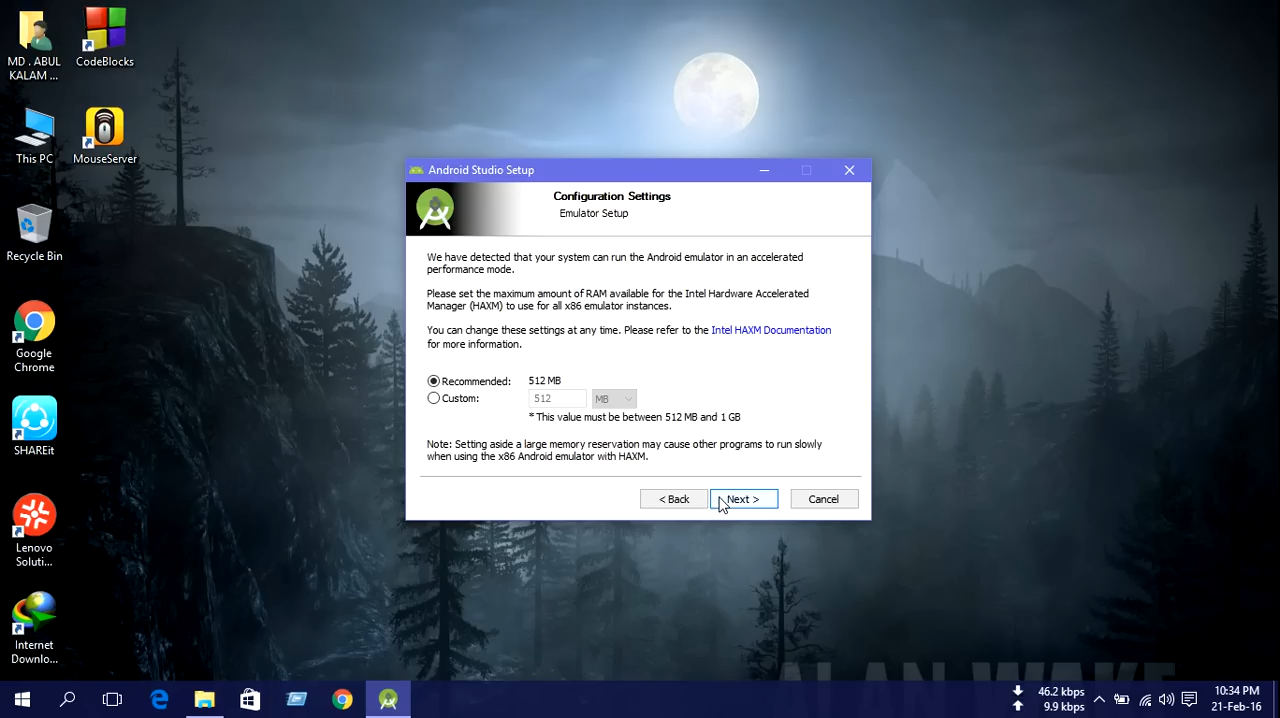 MD . ABUL
KALAM ...
CodeBlocks
This PC
MouseServer
Recycle Bin
Google
Chrome
SHAREit
Lenovo
Soluti...
Internet
Downlo...
Android Studio Setup
Configuration Settings
Emulator Setup
We have detected that your system can run the Android emulator in an accelerated
performance mode.
Please set the maximum amount of RAM available for the Intel Hardware Accelerated
Manager (HAXM) to use for all x86 emulator instances.
You can change these settings at any time. Please refer to the Intel HAXM Documentation
for more information.
Recommended: 512 MB
Custom: 512 MB
* This value must be between 512 MB and 1 GB
Note: Setting aside a large memory reservation may cause other programs to run slowly
when using the x86 Android emulator with HAXM.
< Back
Next >
Cancel
ALAN WAKE
46.2 kbps
9.9 kbps
10:34 PM
21-Feb-16